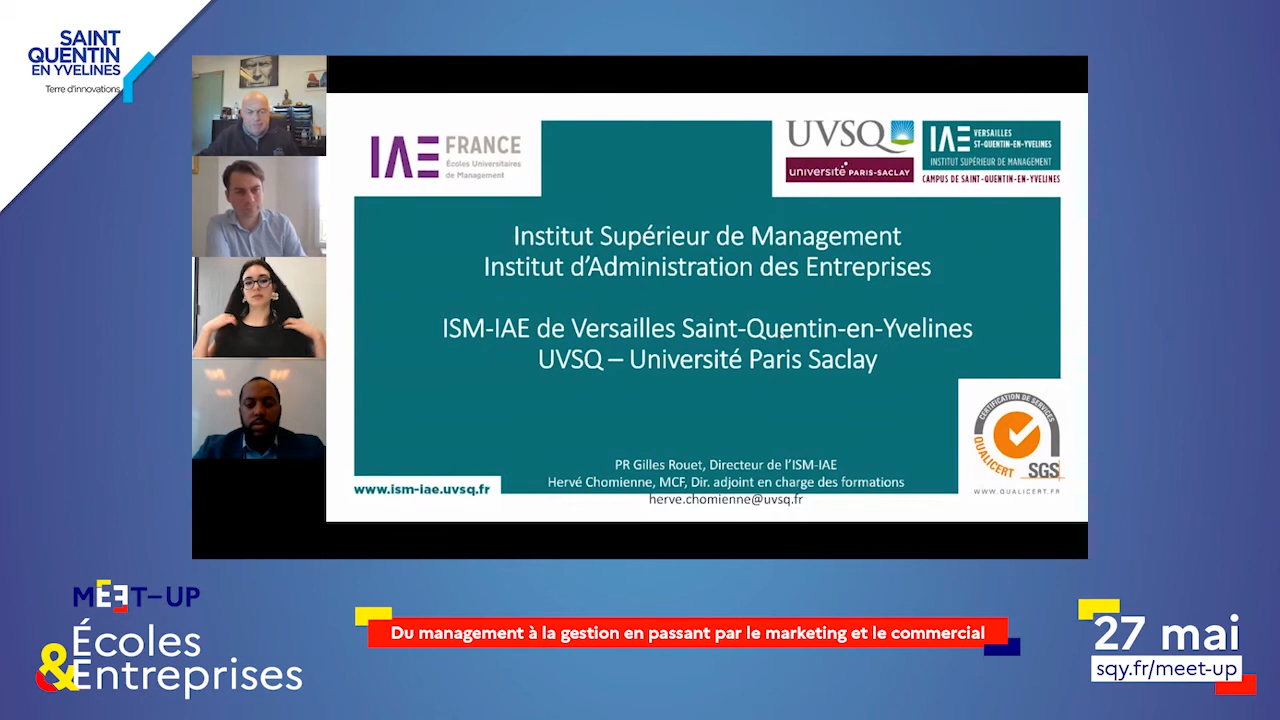 SAINT
QUENTIN
EN YVELINES
Terre d'innovations
IAE FRANCE
Écoles Universitaires
de Management
UVSQ
université PARIS-SACLAY
IAE VERSAILLES
ST-QUENTIN-EN-YVELINES
INSTITUT SUPÉRIEUR DE MANAGEMENT
CAMPUS DE SAINT-QUENTIN-EN-YVELINES
Institut Supérieur de Management
Institut d'Administration des Entreprises
ISM-IAE de Versailles Saint-Quentin-en-Yvelines
UVSQ – Université Paris Saclay
PR Gilles Rouet, Directeur de l'ISM-IAE
Hervé Chomienne, MCF, Dir. adjoint en charge des formations
herve.chomienne@uvsq.fr
www.ism-iae.uvsq.fr
CERTIFICATION DE SERVICES
QUALICERT
SGS
WWW.QUALICERT.FR
MEET-UP
Écoles
&Entreprises
Du management à la gestion en passant par le marketing et le commercial
27 mai
sqy.fr/meet-up